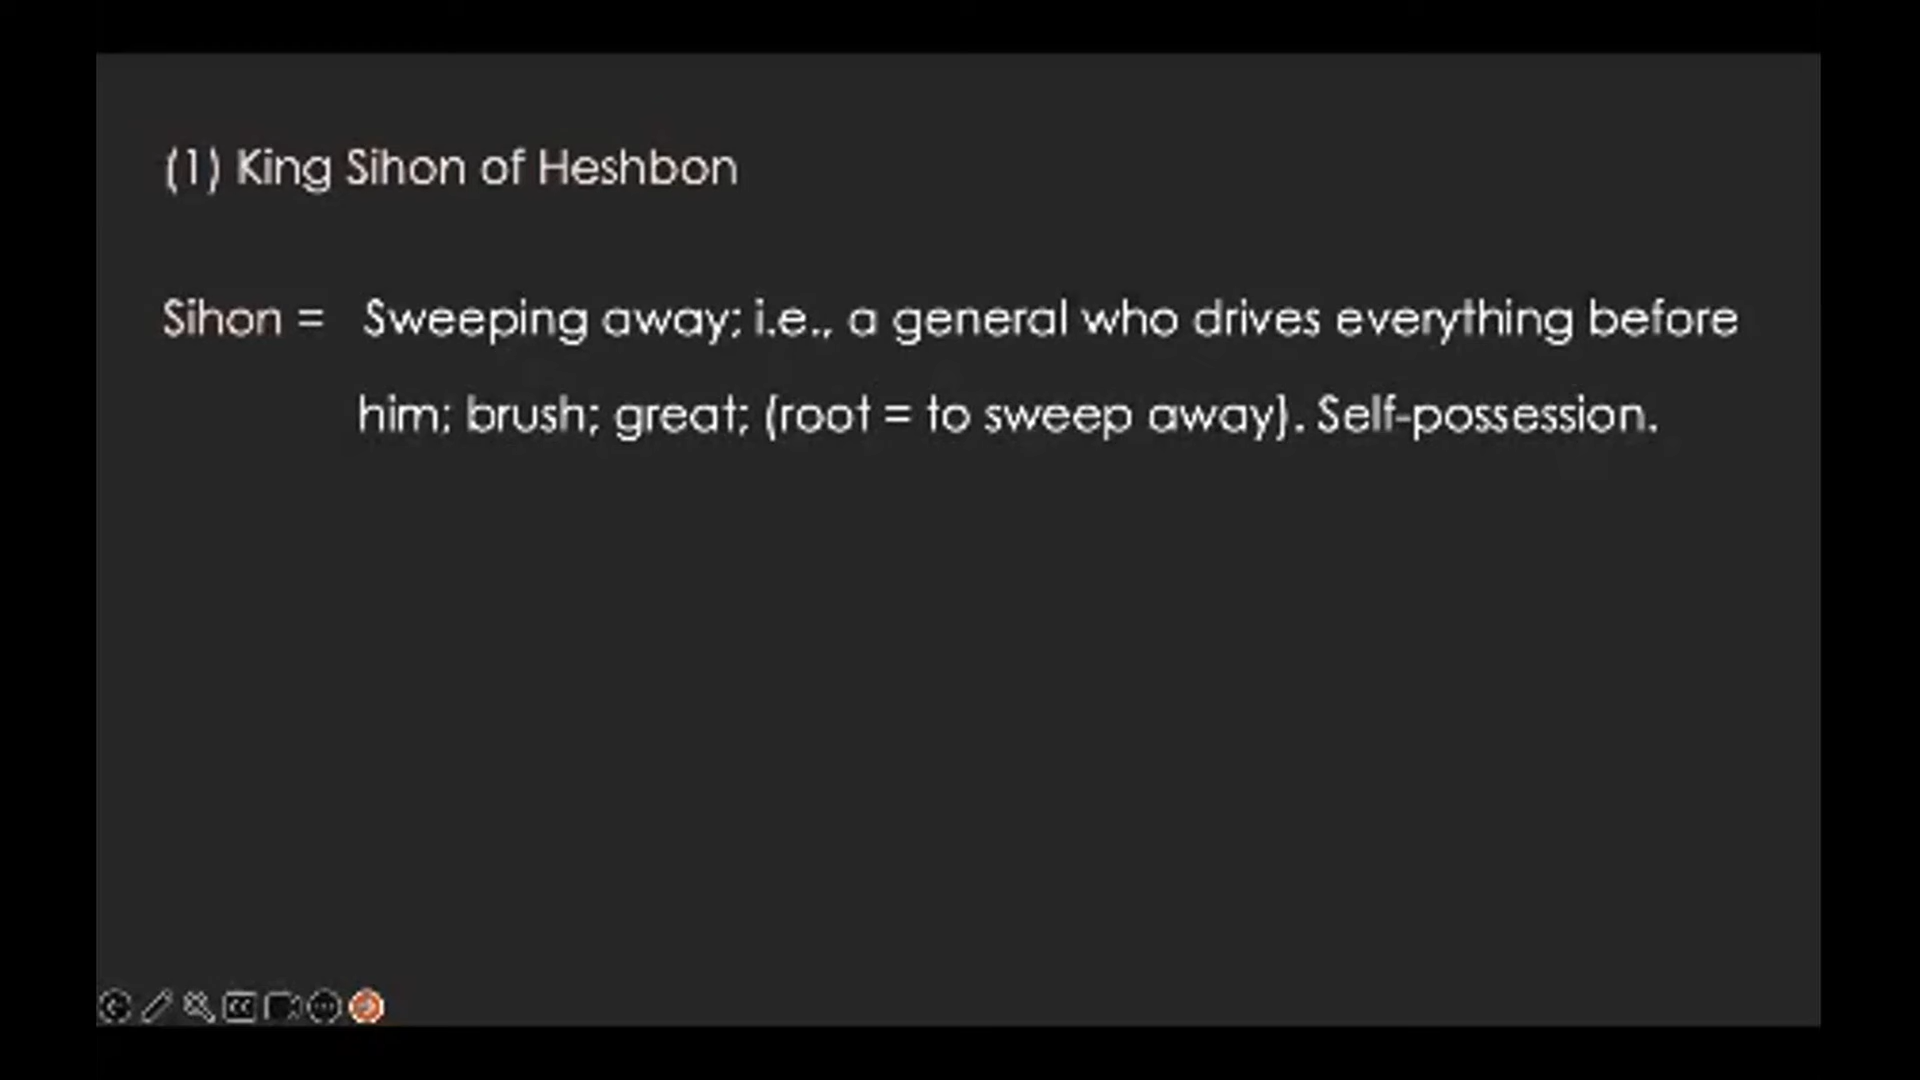 (1) King Sihon of Heshbon
Sihon = Sweeping away; i.e., a general who drives everything before
him; brush; great; (root = to sweep away). Self-possession.